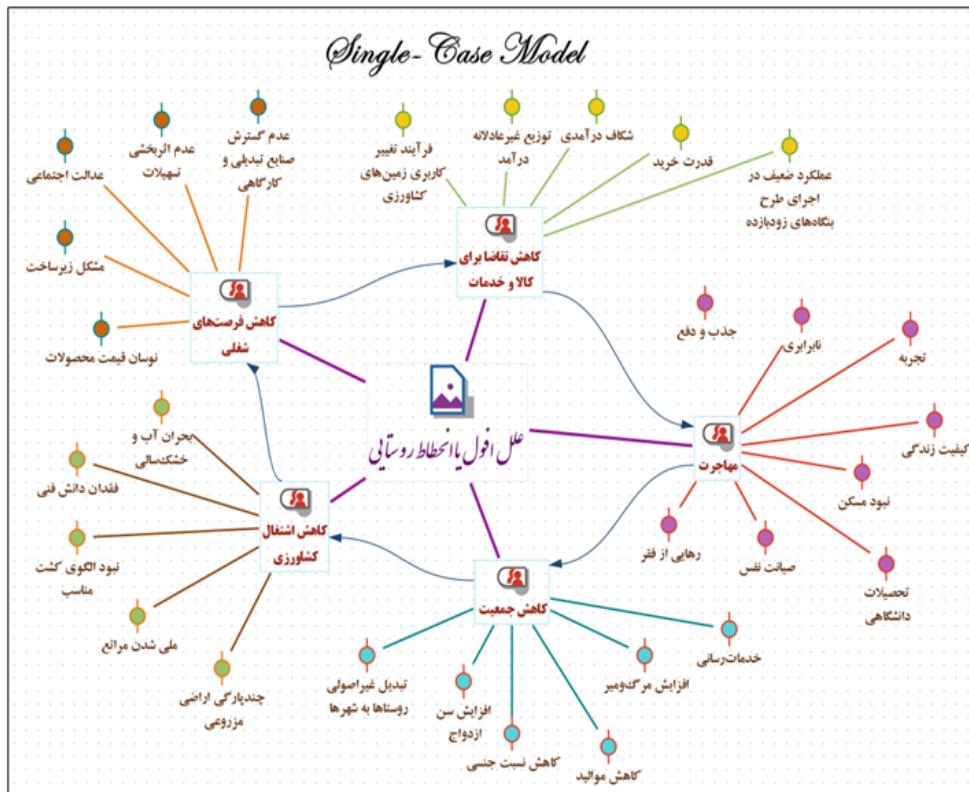 Single-Case Model
عدم گسترش
صنایع تبدیلی و
کارگاهی
عدم اثربخشی
تسهیلات
عدالت اجتماعی
مشکل زیرساخت
نوسان قیمت محصولات
کاهش فرصت‌های
شغلی
شکاف درآمدی
توزیع غیرعادلانه
درآمد
فرآیند تغییر
کاربری زمین‌های
کشاورزی
قدرت خرید
عملکرد ضعیف در
اجرای طرح
بنگاه‌های زودبازده
کاهش تقاضا برای
کالا و خدمات
جذب و دفع
نابرابری
تجربه
کیفیت زندگی
نبود مسکن
تحصیلات
دانشگاهی
صیانت نفس
رهایی از فقر
مهاجرت
علل افول یا انحطاط روستایی
بحران آب و
خشک‌سالی
فقدان دانش فنی
نبود الگوی کشت
مناسب
ملی شدن مراتع
چندپارگی اراضی
مزروعی
کاهش اشتغال
کشاورزی
کاهش جمعیت
خدمات‌رسانی
افزایش مرگ‌ومیر
کاهش موالید
کاهش نسبت جنسی
افزایش سن
ازدواج
تبدیل غیراصولی
روستاها به شهرها